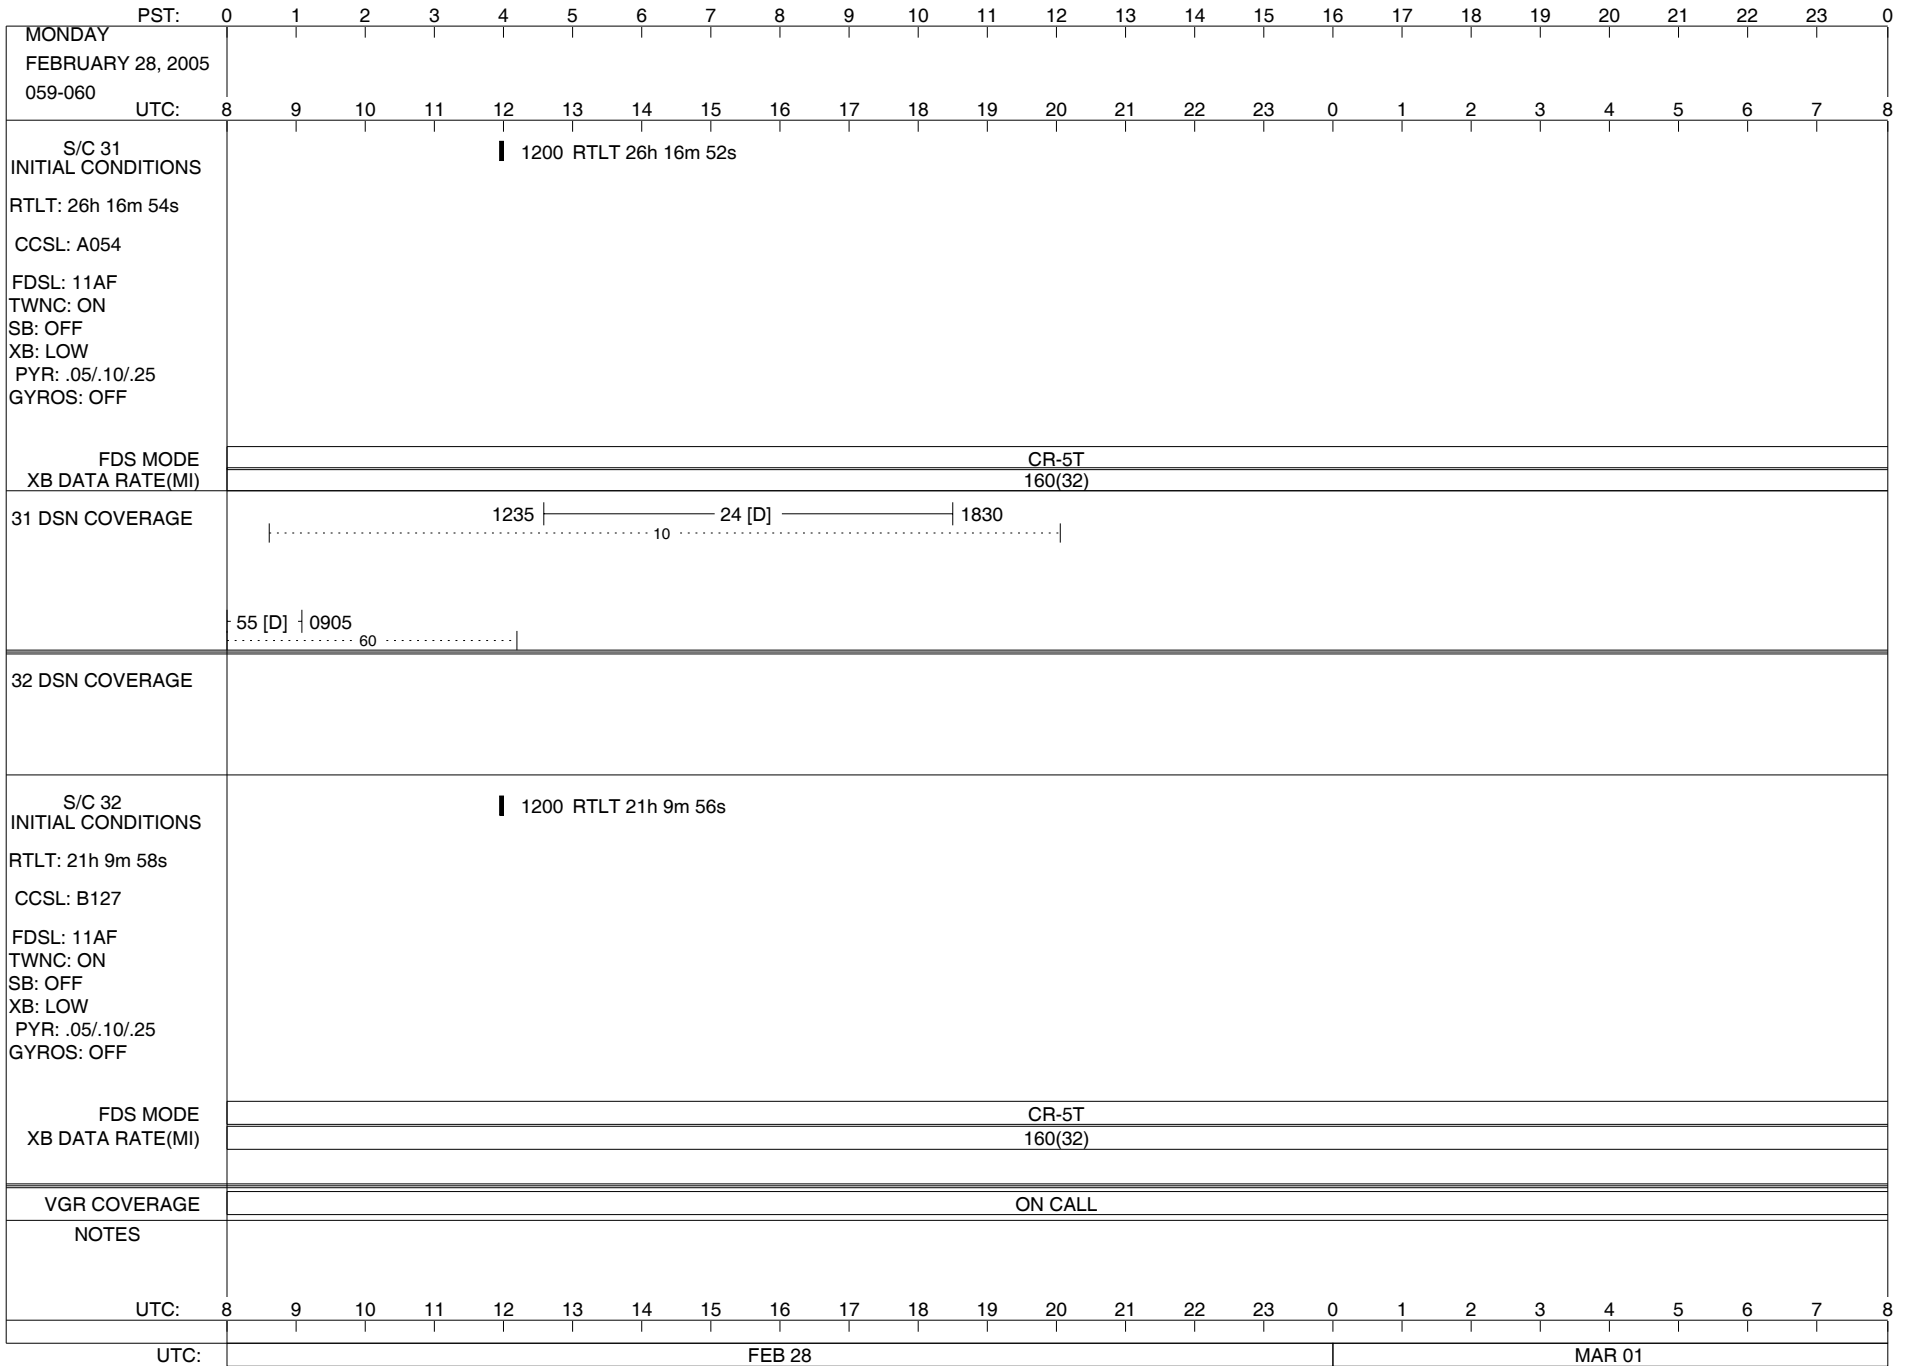 PST: 0 1 2 3 4 5 6 7 8 9 10 11 12 13 14 15 16 17 18 19 20 21 22 23 0
MONDAY
FEBRUARY 28, 2005
059-060
UTC: 8 9 10 11 12 13 14 15 16 17 18 19 20 21 22 23 0 1 2 3 4 5 6 7 8
S/C 31
INITIAL CONDITIONS
1200 RTLT 26h 16m 52s
RTLT: 26h 16m 54s
CCSL: A054
FDSL: 11AF
TWNC: ON
SB: OFF
XB: LOW
PYR: .05/.10/.25
GYROS: OFF
FDS MODE CR-5T
XB DATA RATE(MI) 160(32)
31 DSN COVERAGE 1235 24 [D] 1830
10
55 [D] 0905
60
32 DSN COVERAGE
S/C 32
INITIAL CONDITIONS
1200 RTLT 21h 9m 56s
RTLT: 21h 9m 58s
CCSL: B127
FDSL: 11AF
TWNC: ON
SB: OFF
XB: LOW
PYR: .05/.10/.25
GYROS: OFF
FDS MODE CR-5T
XB DATA RATE(MI) 160(32)
VGR COVERAGE ON CALL
NOTES
UTC: 8 9 10 11 12 13 14 15 16 17 18 19 20 21 22 23 0 1 2 3 4 5 6 7 8
UTC: FEB 28 MAR 01